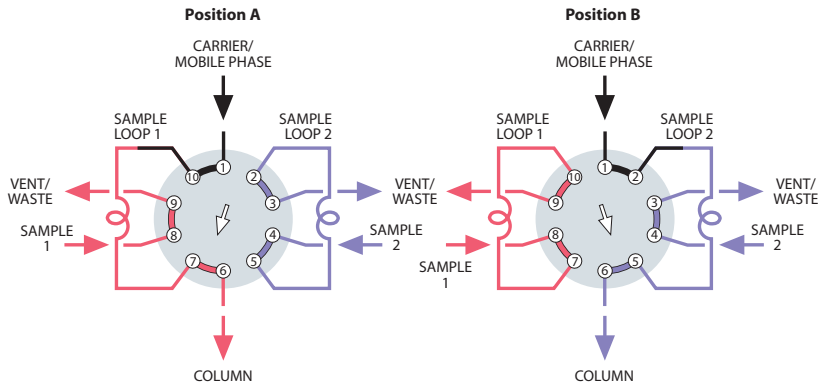 Position A
CARRIER/
MOBILE PHASE
SAMPLE
LOOP 1
SAMPLE
LOOP 2
10
1
2
VENT/
WASTE
9
3
VENT/
WASTE
SAMPLE
1
8
4
SAMPLE
2
7
6
5
COLUMN
Position B
CARRIER/
MOBILE PHASE
SAMPLE
LOOP 1
SAMPLE
LOOP 2
1
10
2
9
3
VENT/
WASTE
SAMPLE
1
8
4
SAMPLE
2
7
6
5
COLUMN